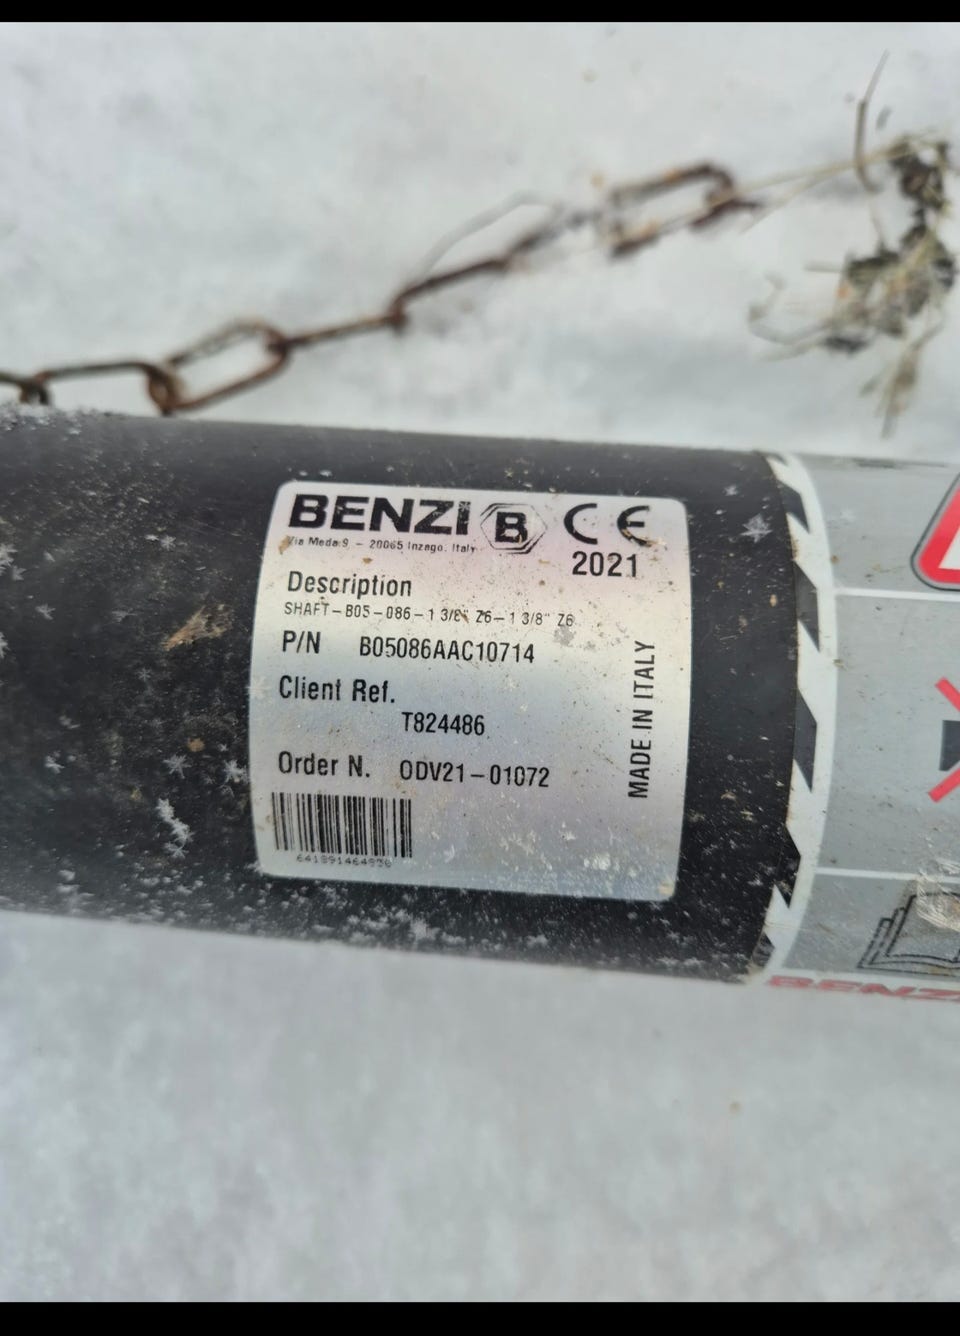 BENZI B CE
Via Meda 9 - 20065 Inzago. Italy
2021
Description
SHAFT-B05-086-1 3/8" Z6-1 3/8" Z6
P/N B05086AAC10714
Client Ref.
T824486
Order N. ODV21-01072
MADE IN ITALY
BENZI